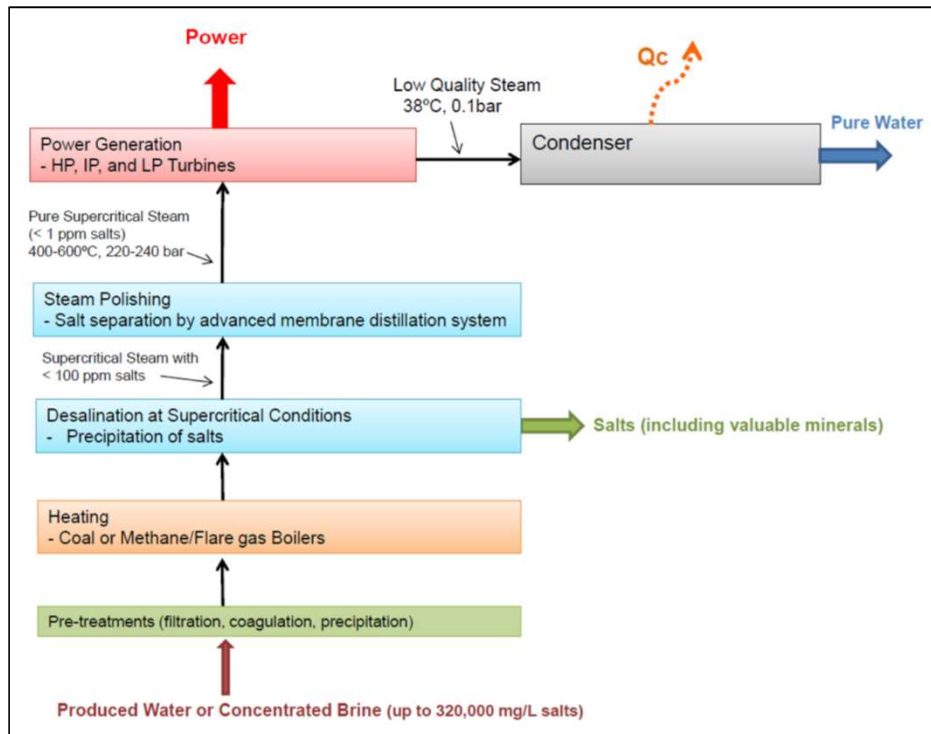 Power
Qc
Low Quality Steam
38ºC, 0.1bar
Pure Water
Power Generation
- HP, IP, and LP Turbines
Condenser
Pure Supercritical Steam
(< 1 ppm salts)
400-600ºC, 220-240 bar
Steam Polishing
- Salt separation by advanced membrane distillation system
Supercritical Steam with
< 100 ppm salts
Desalination at Supercritical Conditions
- Precipitation of salts
Salts (including valuable minerals)
Heating
- Coal or Methane/Flare gas Boilers
Pre-treatments (filtration, coagulation, precipitation)
Produced Water or Concentrated Brine (up to 320,000 mg/L salts)